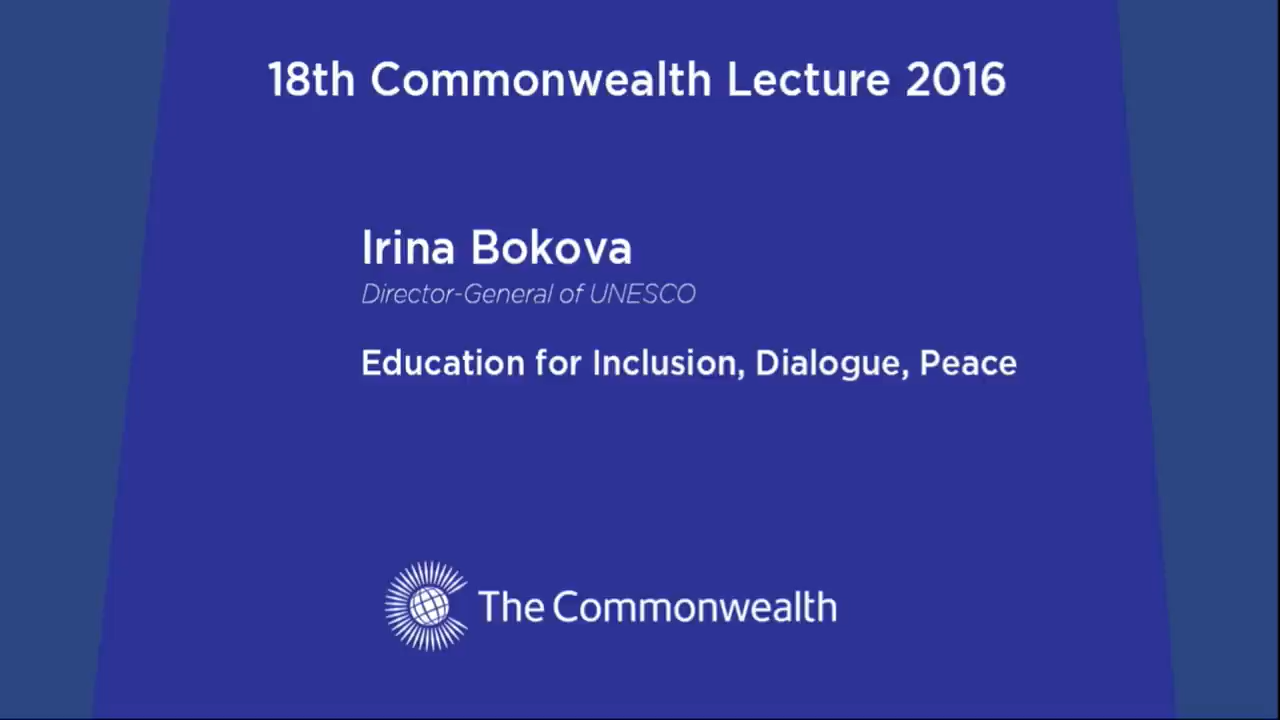 18th Commonwealth Lecture 2016
Irina Bokova
Director-General of UNESCO
Education for Inclusion, Dialogue, Peace
The Commonwealth